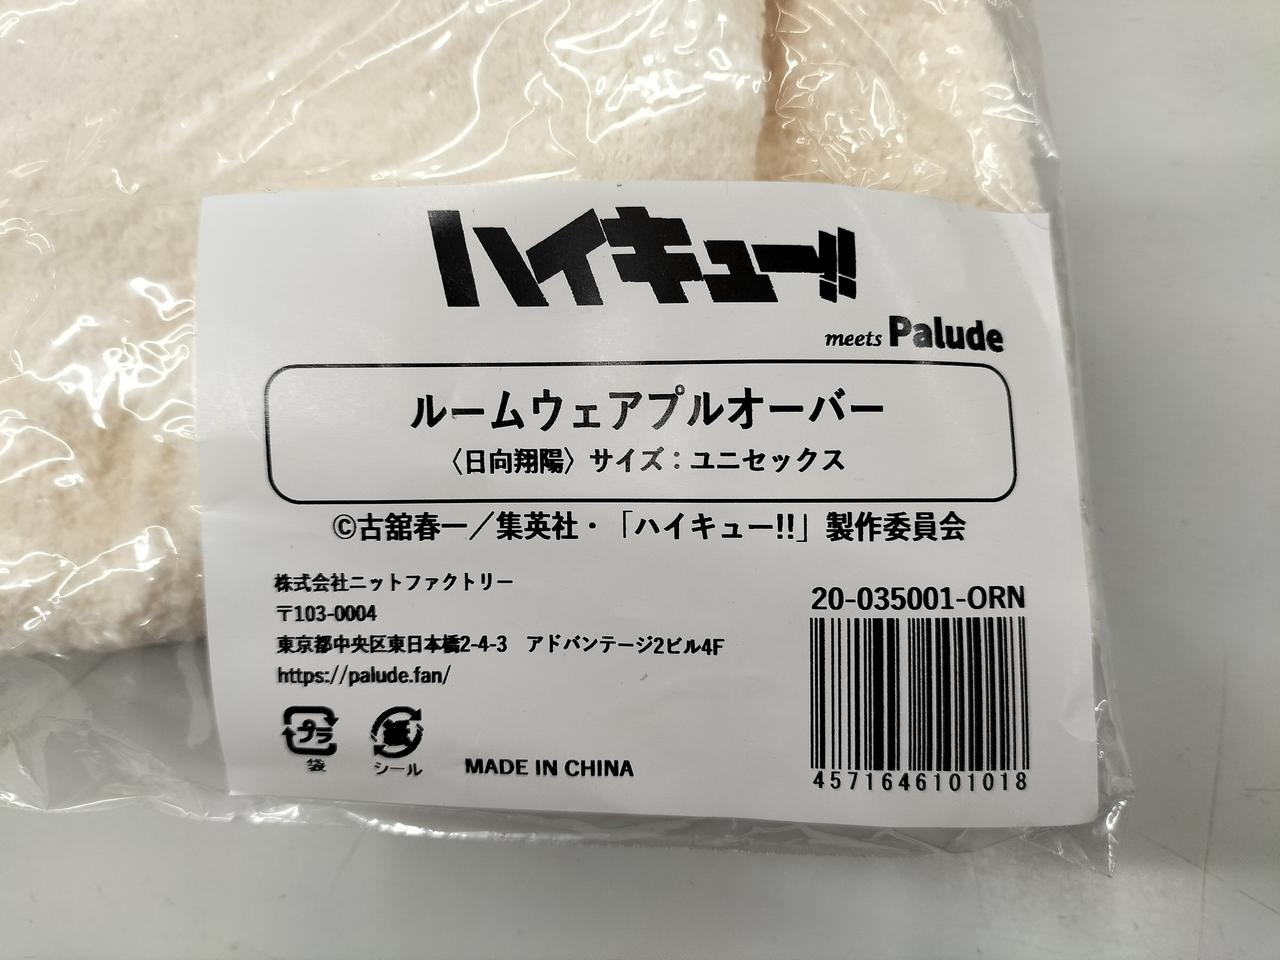 ハイキュー!!
meets Palude
ルームウェアプルオーバー
〈日向翔陽〉サイズ：ユニセックス
©古舘春一／集英社・「ハイキュー!!」製作委員会
株式会社ニットファクトリー
〒103-0004
東京都中央区東日本橋2-4-3　アドバンテージ2ビル4F
https://palude.fan/
20-035001-ORN
プラ
袋
紙
シール
MADE IN CHINA
4571646101018